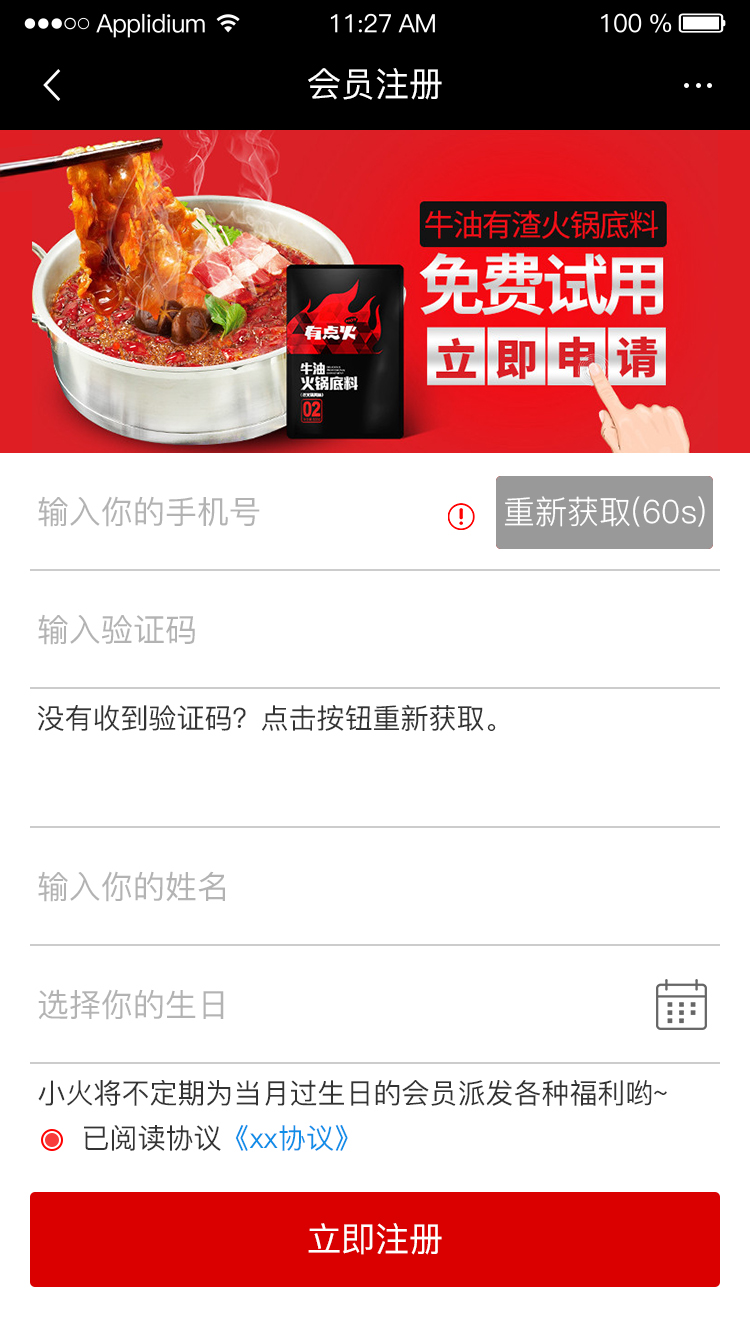 Applidium
11:27 AM
100 %
会员注册
牛油有渣火锅底料
免费试用
立即申请
有点火
牛油
火锅底料
02
输入你的手机号
重新获取(60s)
输入验证码
没有收到验证码？点击按钮重新获取。
输入你的姓名
选择你的生日
小火将不定期为当月过生日的会员派发各种福利哟~
已阅读协议《xx协议》
立即注册